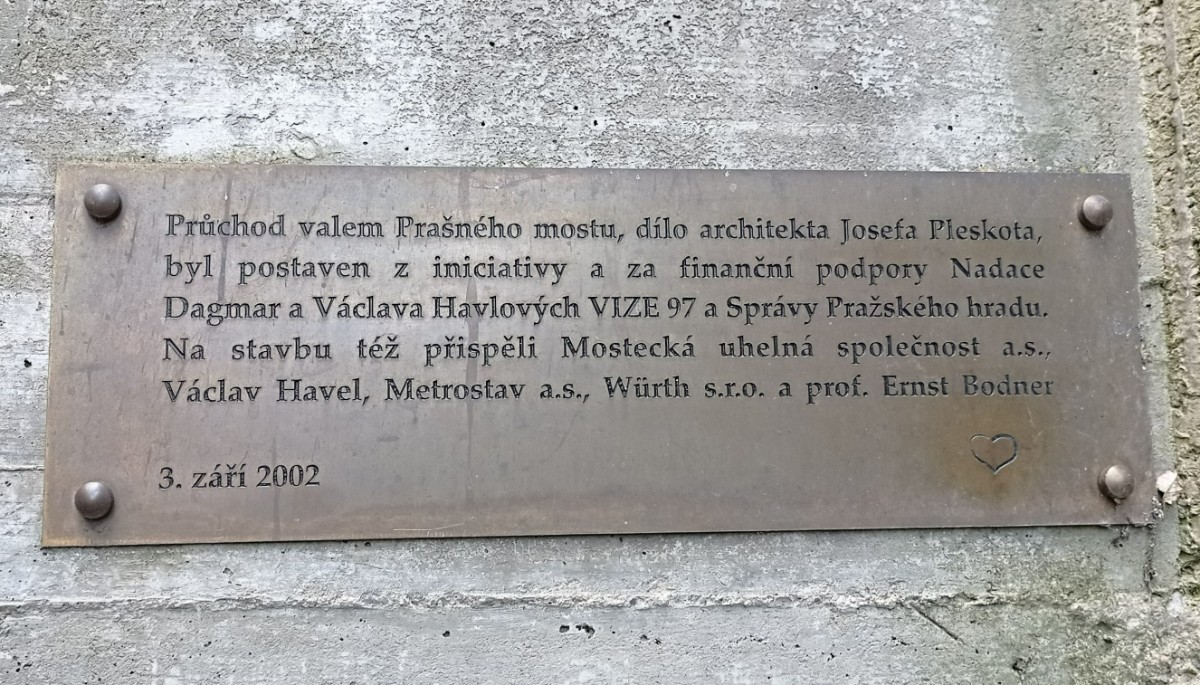 Průchod valem Prašného mostu, dílo architekta Josefa Pleskota,
byl postaven z iniciativy a za finanční podpory Nadace
Dagmar a Václava Havlových VIZE 97 a Správy Pražského hradu.
Na stavbu též přispěli Mostecká uhelná společnost a.s.,
Václav Havel, Metrostav a.s., Würth s.r.o. a prof. Ernst Bodner
3. září 2002